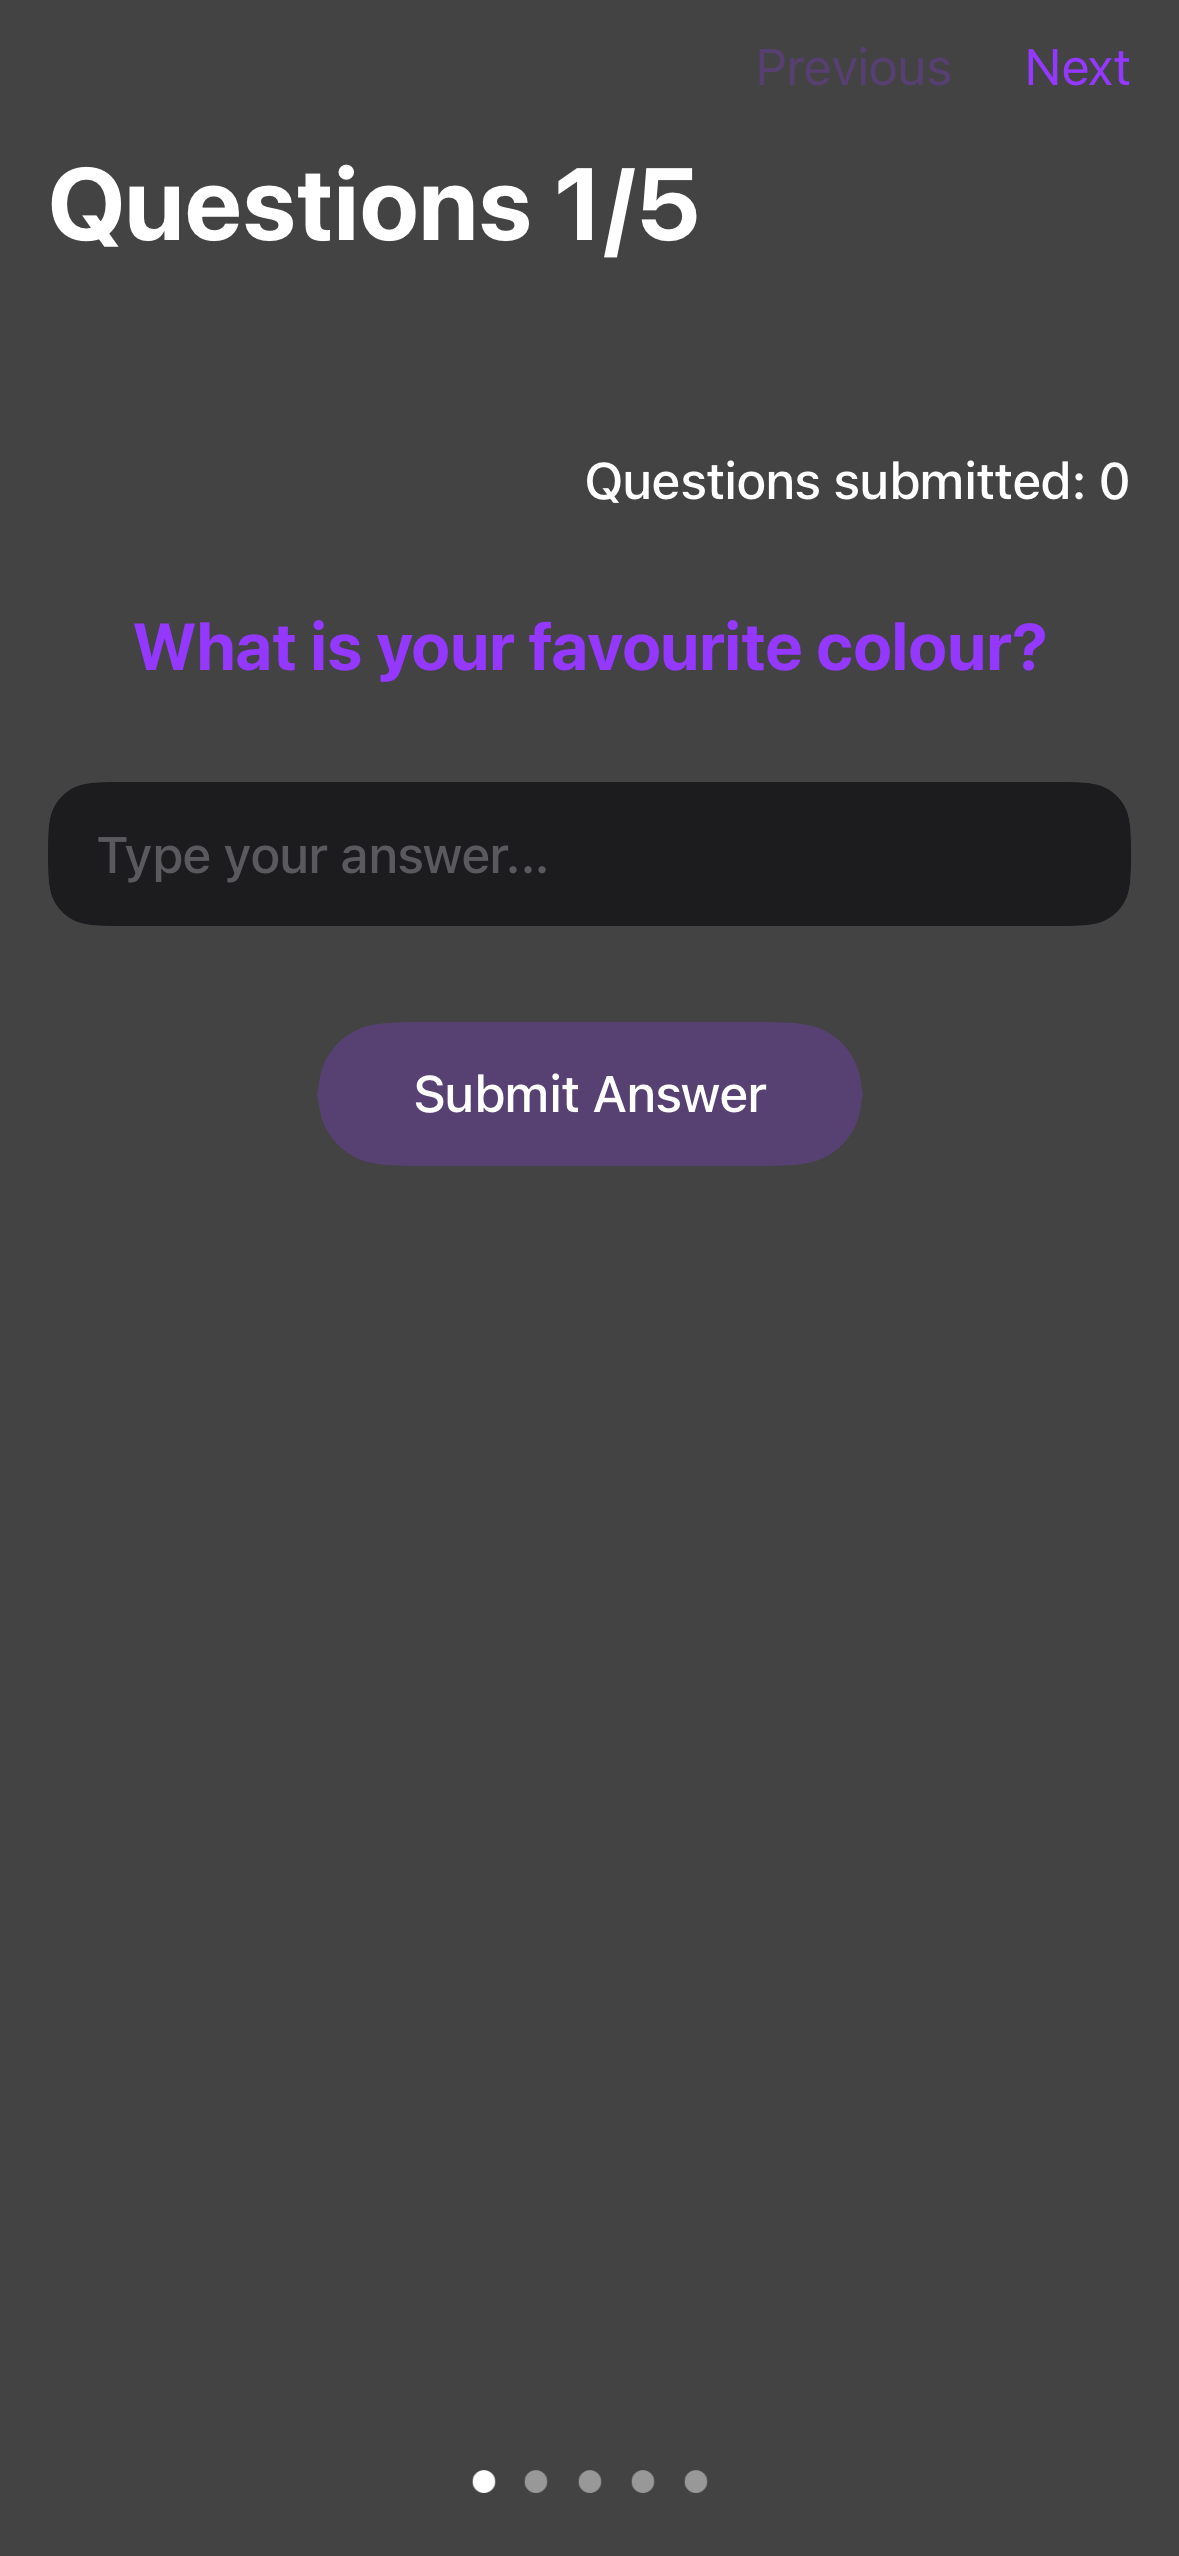 Previous Next
Questions 1/5
Questions submitted: 0
What is your favourite colour?
Type your answer...
Submit Answer